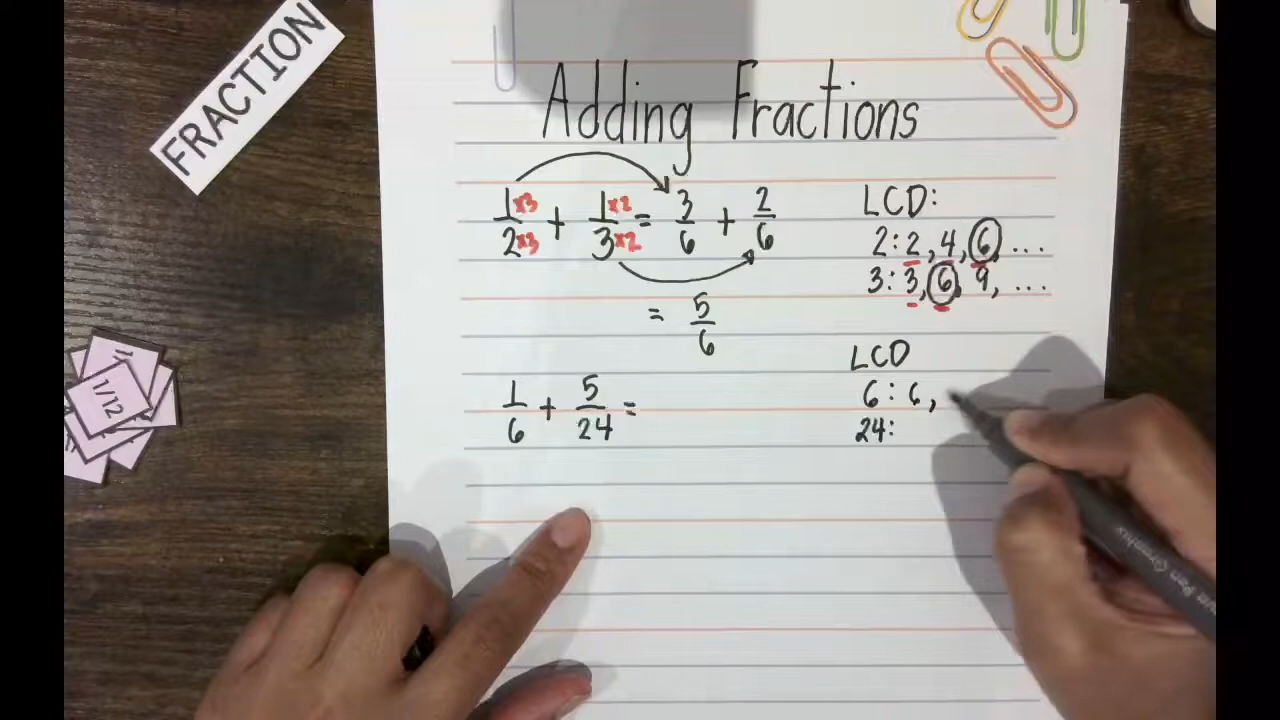 FRACTION
Adding Fractions
1×3/2×3 + 1×2/3×2 = 3/6 + 2/6
= 5/6
LCD:
2: 2, 4, 6, ...
3: 3, 6, 9, ...
1/6 + 5/24 =
LCD
6: 6,
24:
1/12